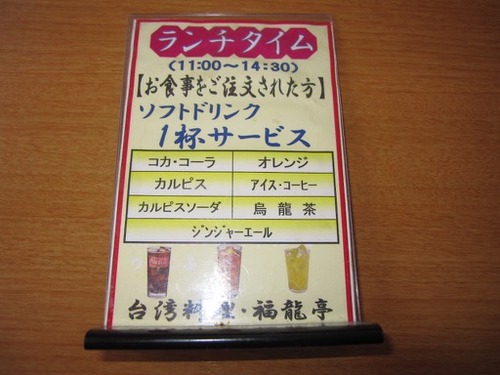 ランチタイム
(11:00～14:30)
【お食事をご注文された方】
ソフトドリンク
1杯サービス
コカ・コーラ オレンジ
カルピス アイス・コーヒー
カルピスソーダ 烏龍茶
ジンジャーエール
台湾料理・福龍亭